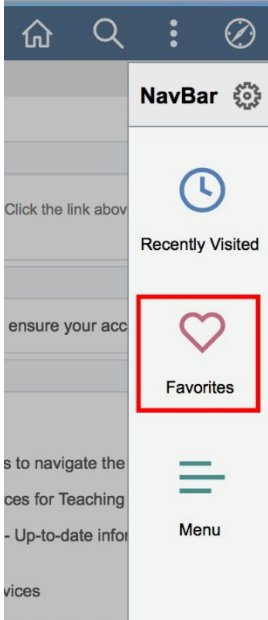 NavBar
Click the link abov
Recently Visited
ensure your acc
Favorites
s to navigate the
ces for Teaching
- Up-to-date infor
Menu
vices